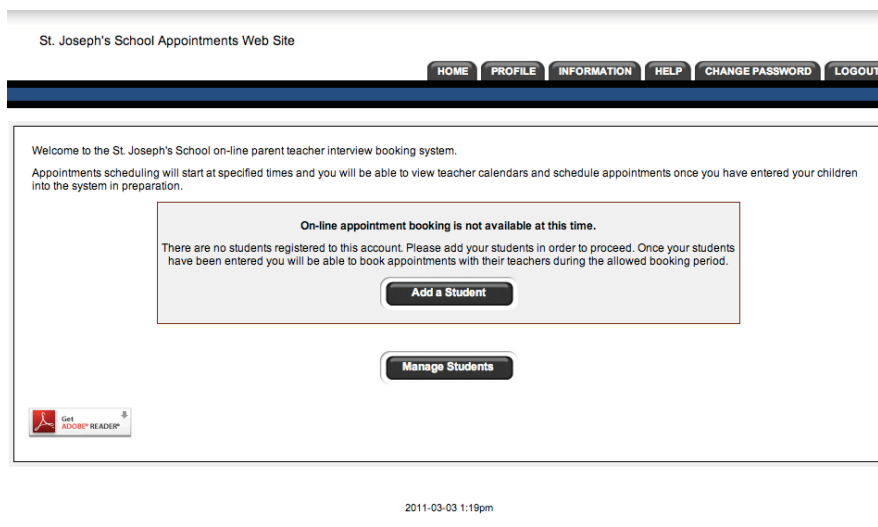 St. Joseph's School Appointments Web Site
HOME PROFILE INFORMATION HELP CHANGE PASSWORD LOGOUT
Welcome to the St. Joseph's School on-line parent teacher interview booking system.
Appointments scheduling will start at specified times and you will be able to view teacher calendars and schedule appointments once you have entered your children
into the system in preparation.
On-line appointment booking is not available at this time.
There are no students registered to this account. Please add your students in order to proceed. Once your students
have been entered you will be able to book appointments with their teachers during the allowed booking period.
Add a Student
Manage Students
Get
ADOBE® READER®
2011-03-03 1:19pm